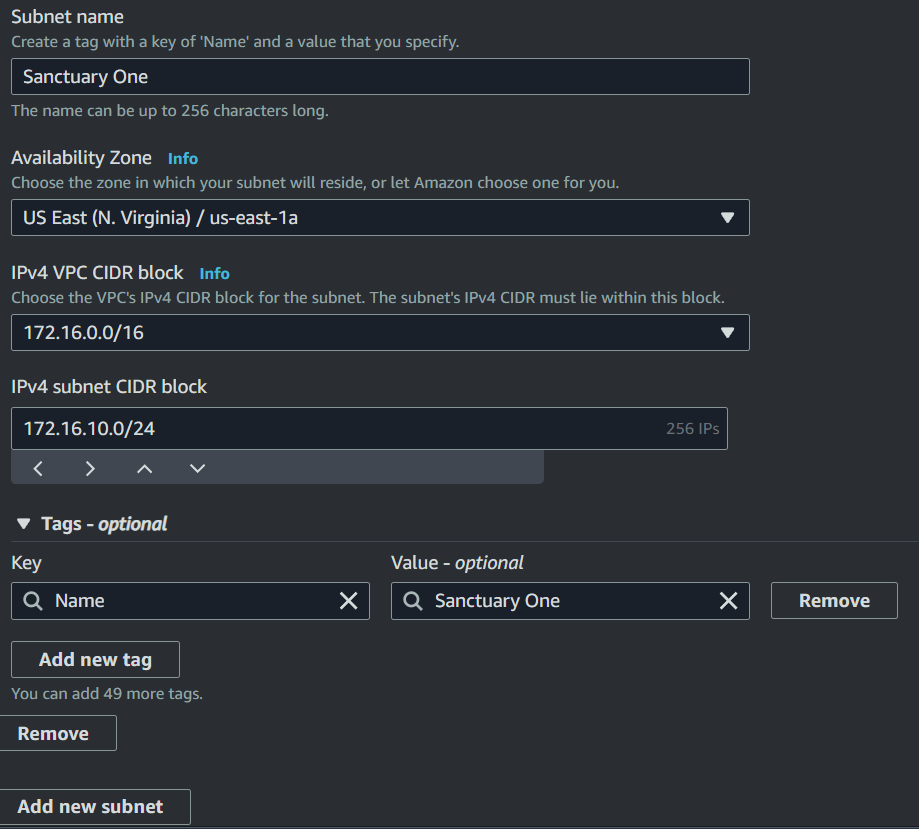 Subnet name
Create a tag with a key of 'Name' and a value that you specify.
Sanctuary One
The name can be up to 256 characters long.
Availability Zone Info
Choose the zone in which your subnet will reside, or let Amazon choose one for you.
US East (N. Virginia) / us-east-1a
IPv4 VPC CIDR block Info
Choose the VPC's IPv4 CIDR block for the subnet. The subnet's IPv4 CIDR must lie within this block.
172.16.0.0/16
IPv4 subnet CIDR block
172.16.10.0/24 256 IPs
Tags - optional
Key Value - optional
Name Sanctuary One Remove
Add new tag
You can add 49 more tags.
Remove
Add new subnet